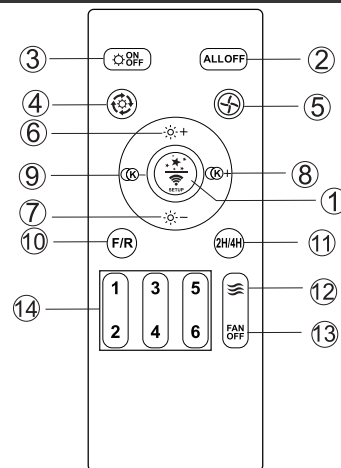 ③ ON OFF ALLOFF ②
④ ⑤
⑥ +
⑨ K - SETUP K + ⑧
①
⑦ -
⑩ F/R 2H/4H ⑪
1 3 5 ⑫
⑭
2 4 6 FAN OFF ⑬